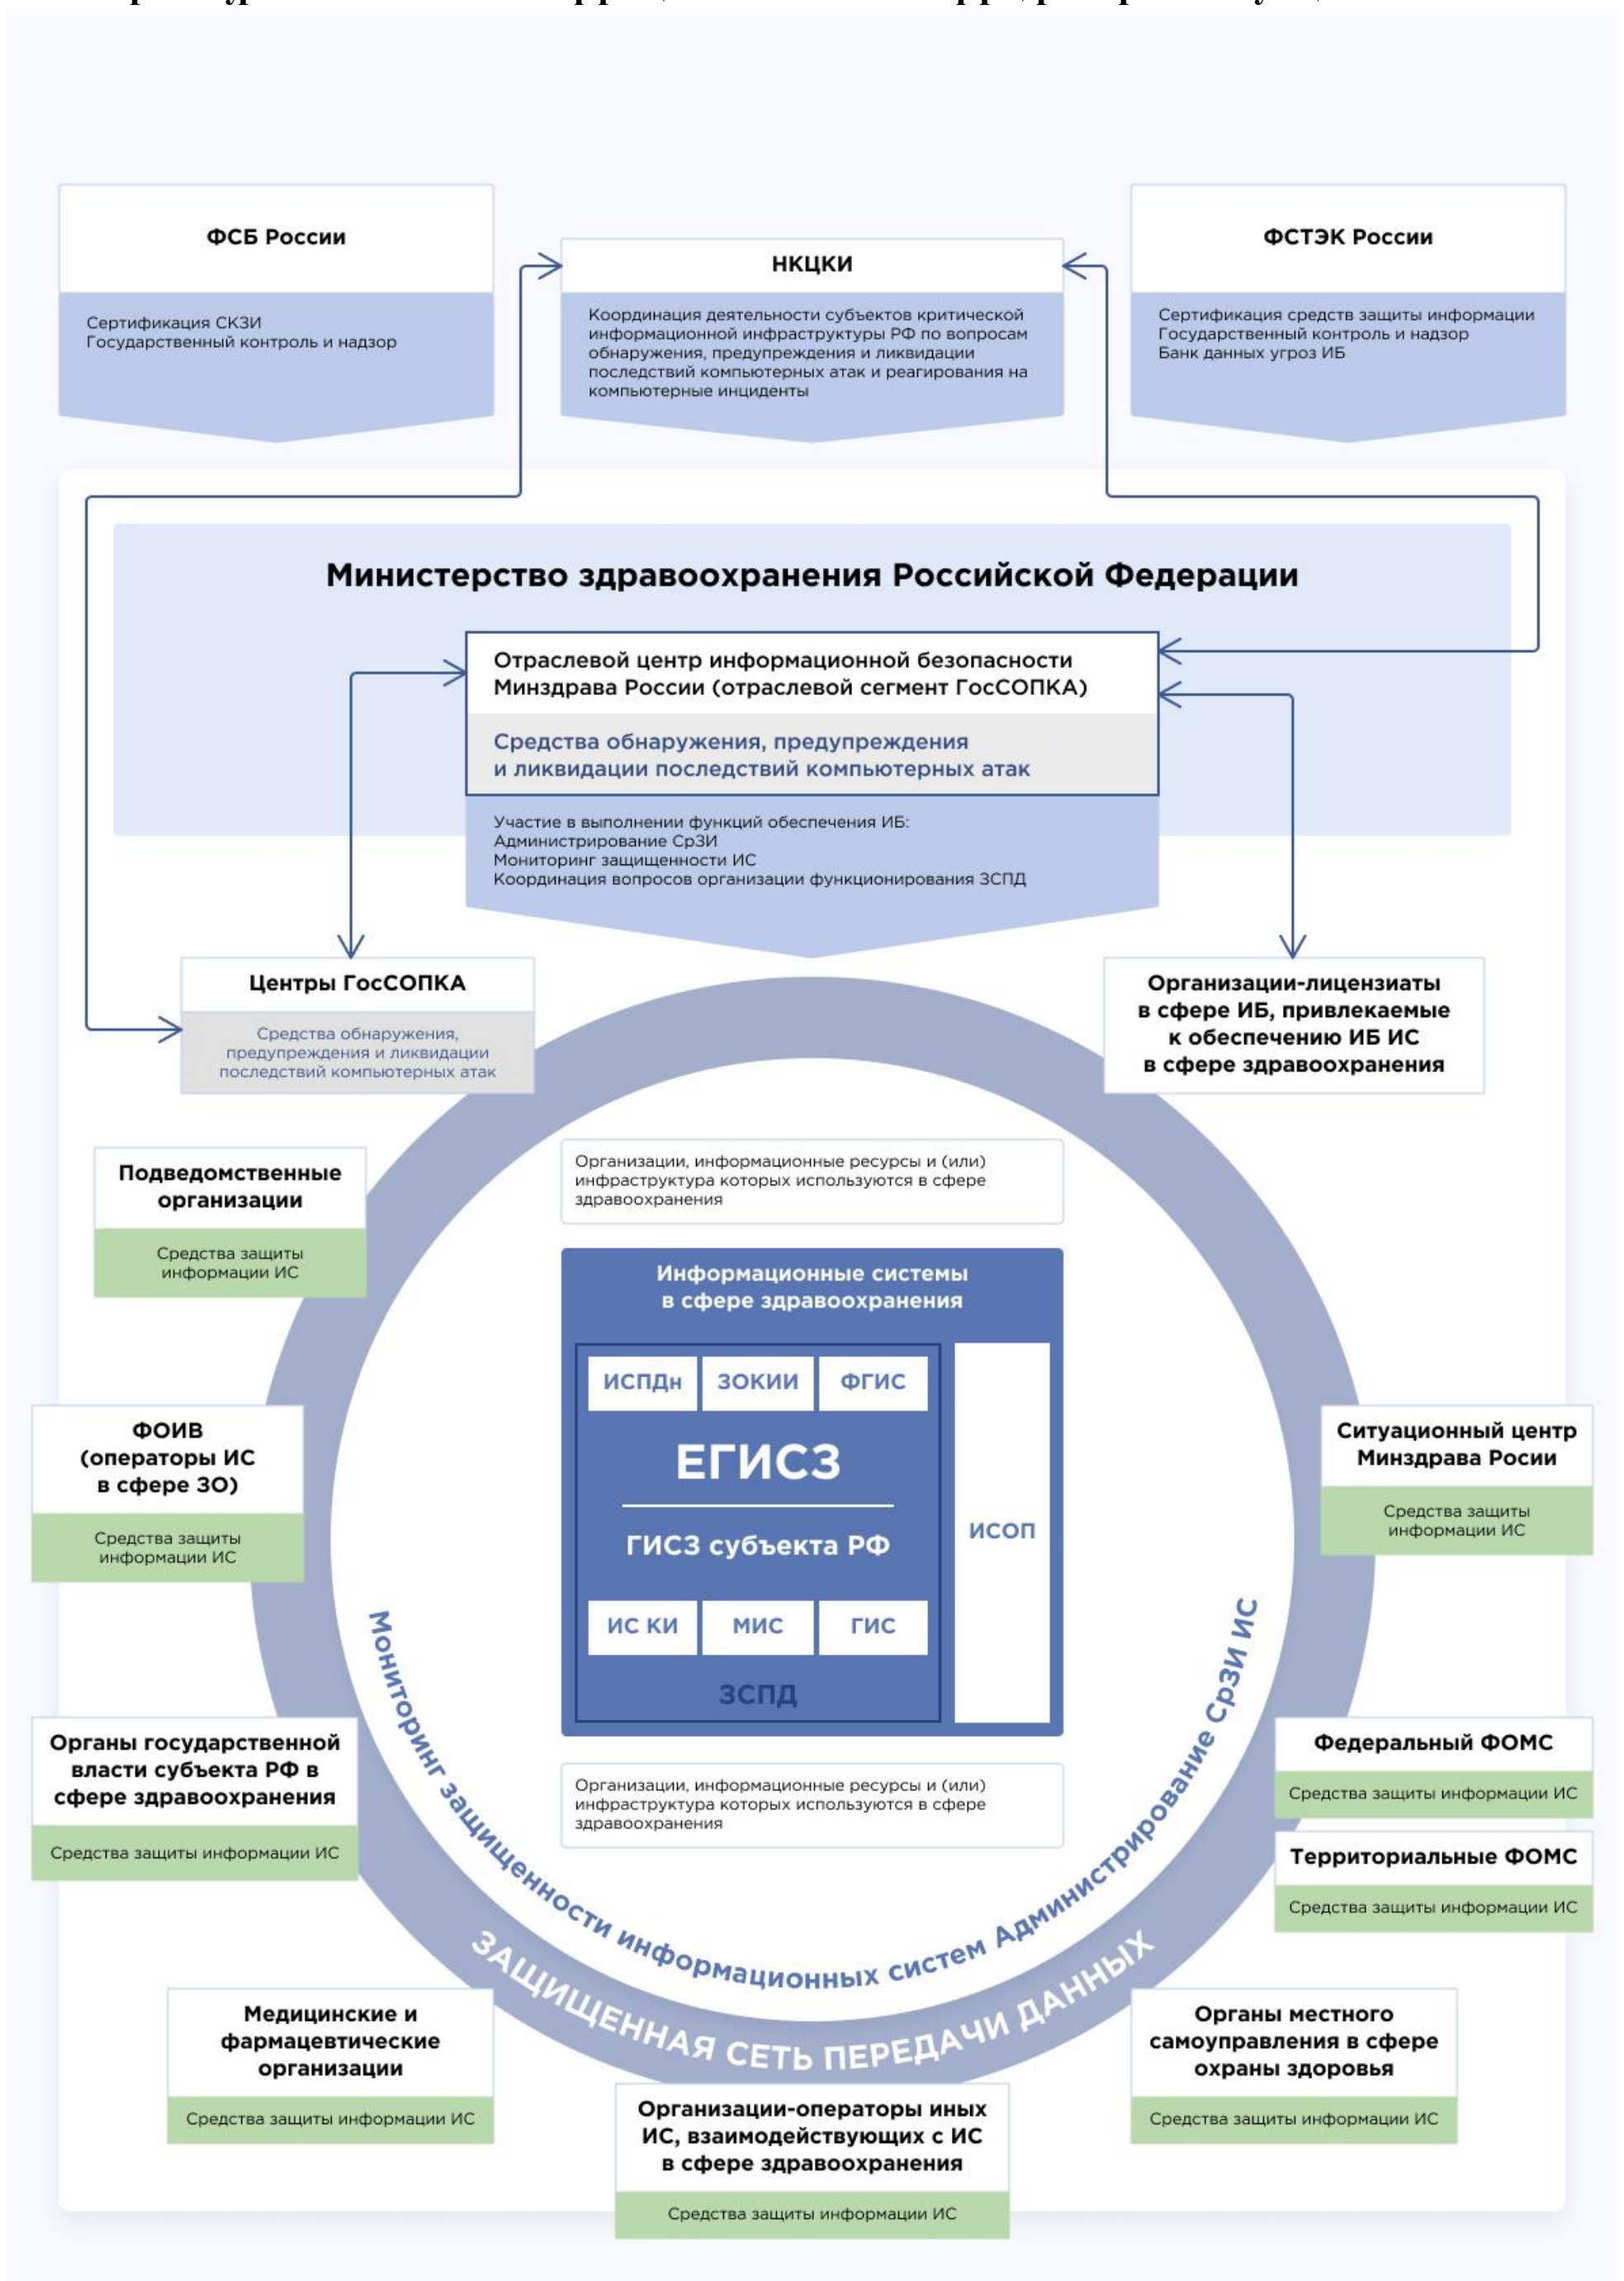 ФСБ России
Сертификация СКЗИ
Государственный контроль и надзор
НКЦКИ
Координация деятельности субъектов критической
информационной инфраструктуры РФ по вопросам
обнаружения, предупреждения и ликвидации
последствий компьютерных атак и реагирования на
компьютерные инциденты
ФСТЭК России
Сертификация средств защиты информации
Государственный контроль и надзор
Банк данных угроз ИБ
Министерство здравоохранения Российской Федерации
Отраслевой центр информационной безопасности
Минздрава России (отраслевой сегмент ГосСОПКА)
Средства обнаружения, предупреждения
и ликвидации последствий компьютерных атак
Участие в выполнении функций обеспечения ИБ:
Администрирование СрЗИ
Мониторинг защищенности ИС
Координация вопросов организации функционирования ЗСПД
Центры ГосСОПКА
Средства обнаружения,
предупреждения и ликвидации
последствий компьютерных атак
Организации-лицензиаты
в сфере ИБ, привлекаемые
к обеспечению ИБ ИС
в сфере здравоохранения
Подведомственные
организации
Средства защиты
информации ИС
Организации, информационные ресурсы и (или)
инфраструктура которых используются в сфере
здравоохранения
Информационные системы
в сфере здравоохранения
ИСПДн
ЗОКИИ
ФГИС
ЕГИСЗ
ГИСЗ субъекта РФ
ИС КИ
МИС
ГИС
ЗСПД
ИСОП
Организации, информационные ресурсы и (или)
инфраструктура которых используются в сфере
здравоохранения
ФОИВ
(операторы ИС
в сфере ЗО)
Средства защиты
информации ИС
Ситуационный центр
Минздрава Росии
Средства защиты
информации ИС
Органы государственной
власти субъекта РФ в
сфере здравоохранения
Средства защиты информации ИС
Федеральный ФОМС
Средства защиты информации ИС
Территориальные ФОМС
Средства защиты информации ИС
Мониторинг защищенности информационных систем Администрирование СрЗИ ИС
ЗАЩИЩЕННАЯ СЕТЬ ПЕРЕДАЧИ ДАННЫХ
Медицинские и
фармацевтические
организации
Средства защиты информации ИС
Организации-операторы иных
ИС, взаимодействующих с ИС
в сфере здравоохранения
Средства защиты информации ИС
Органы местного
самоуправления в сфере
охраны здоровья
Средства защиты информации ИС